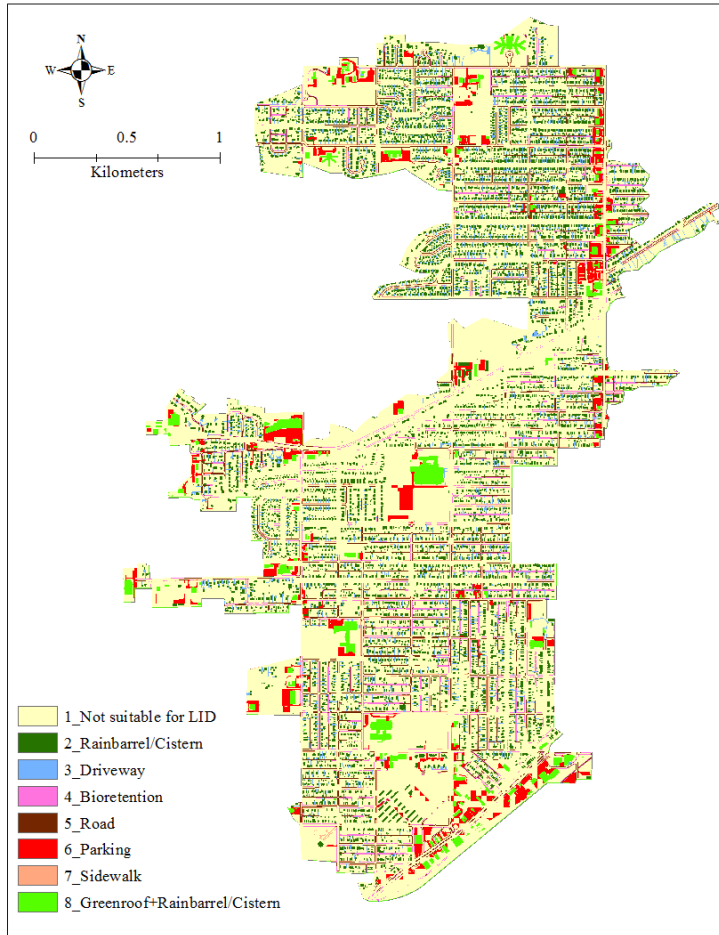 N
W E
S
0 0.5 1
Kilometers
1_Not suitable for LID
2_Rainbarrel/Cistern
3_Driveway
4_Bioretention
5_Road
6_Parking
7_Sidewalk
8_Greenroof+Rainbarrel/Cistern